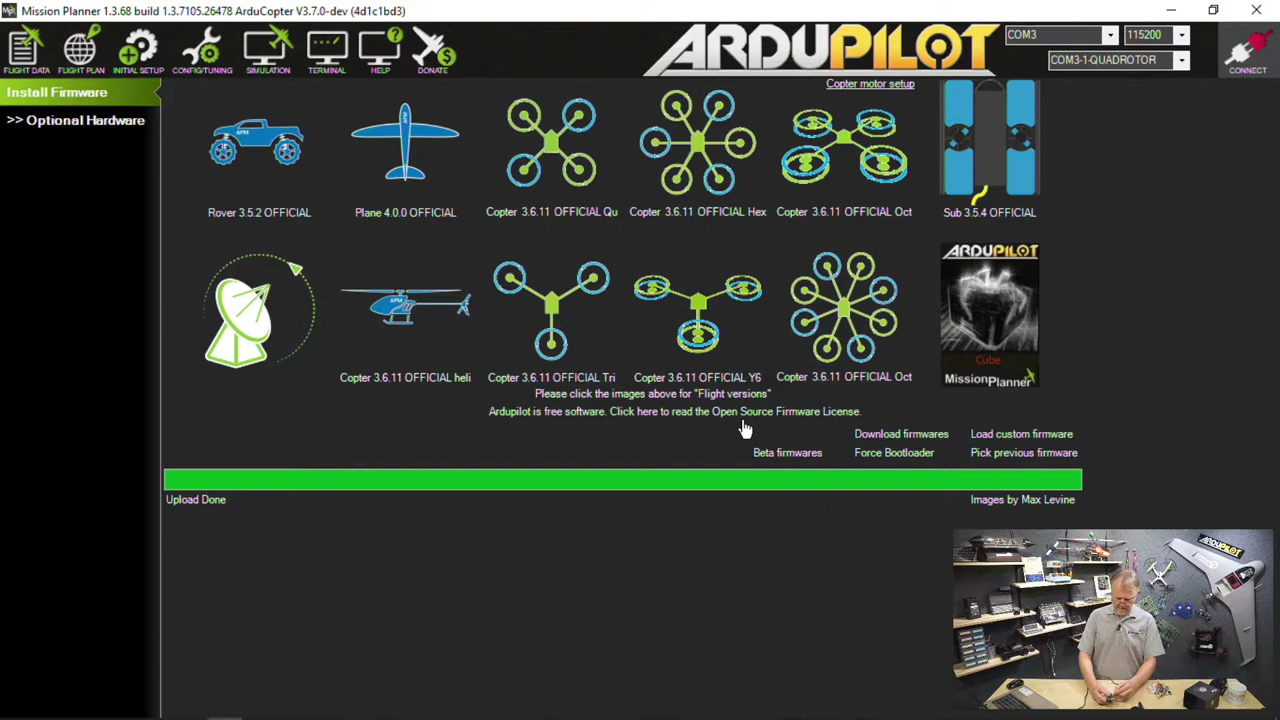 Mission Planner 1.3.68 build 1.3.7105.26478 ArduCopter V3.7.0-dev (4d1c1bd3)
FLIGHT DATA
FLIGHT PLAN
INITIAL SETUP
CONFIG/TUNING
SIMULATION
TERMINAL
HELP
DONATE
ARDUPILOT
COM3
115200
COM3-1-QUADROTOR
CONNECT
Install Firmware
>> Optional Hardware
Copter motor setup
APM
APM
Rover 3.5.2 OFFICIAL
Plane 4.0.0 OFFICIAL
Copter 3.6.11 OFFICIAL Qu
Copter 3.6.11 OFFICIAL Hex
Copter 3.6.11 OFFICIAL Oct
Sub 3.5.4 OFFICIAL
APM
ARDUPILOT
Cube
MissionPlanner
Copter 3.6.11 OFFICIAL heli
Copter 3.6.11 OFFICIAL Tri
Copter 3.6.11 OFFICIAL Y6
Copter 3.6.11 OFFICIAL Oct
Please click the images above for "Flight versions"
Ardupilot is free software. Click here to read the Open Source Firmware License.
Download firmwares
Load custom firmware
Beta firmwares
Force Bootloader
Pick previous firmware
Upload Done
Images by Max Levine
ARDUPILOT